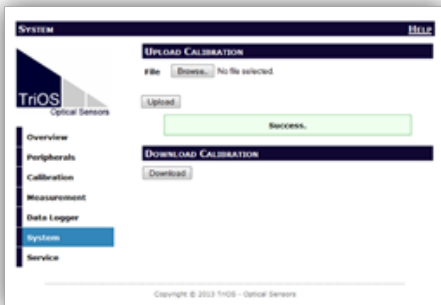 SYSTEM HELP
UPLOAD CALIBRATION
File Browse.. No file selected.
Upload
Success.
DOWNLOAD CALIBRATION
Download
TriOS
Optical Sensors
Overview
Peripherals
Calibration
Measurement
Data Logger
System
Service
Copyright © 2013 TriOS - Optical Sensors